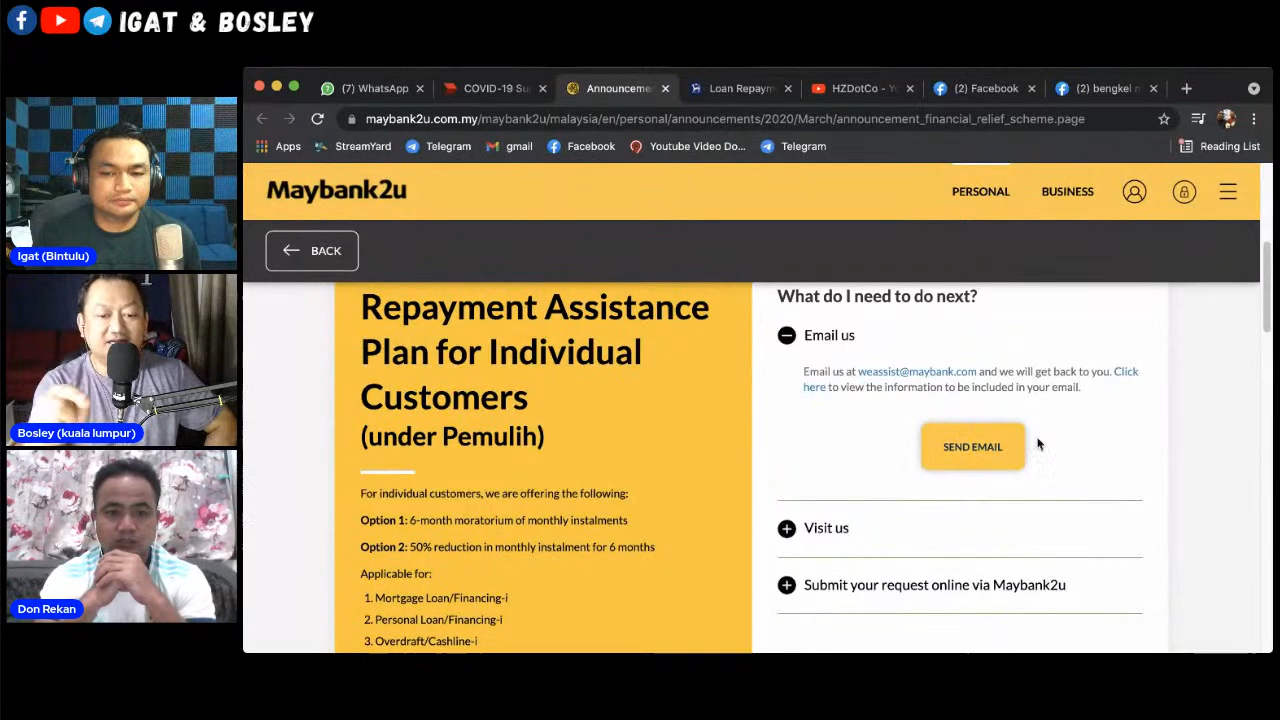 IGAT & BOSLEY
(7) WhatsApp
COVID-19 Su
Announceme
Loan Repaym
HZDotCo - Y
(2) Facebook
(2) bengkel m
maybank2u.com.my/maybank2u/malaysia/en/personal/announcements/2020/March/announcement_financial_relief_scheme.page
Apps
StreamYard
Telegram
gmail
Facebook
Youtube Video Do...
Telegram
Reading List
Maybank2u
PERSONAL
BUSINESS
BACK
Igat (Bintulu)
Bosley (kuala lumpur)
Don Rekan
Repayment Assistance
Plan for Individual
Customers
(under Pemulih)
For individual customers, we are offering the following:
Option 1: 6-month moratorium of monthly instalments
Option 2: 50% reduction in monthly instalment for 6 months
Applicable for:
1. Mortgage Loan/Financing-i
2. Personal Loan/Financing-i
3. Overdraft/Cashline-i
What do I need to do next?
Email us
Email us at weassist@maybank.com and we will get back to you. Click
here to view the information to be included in your email.
SEND EMAIL
Visit us
Submit your request online via Maybank2u